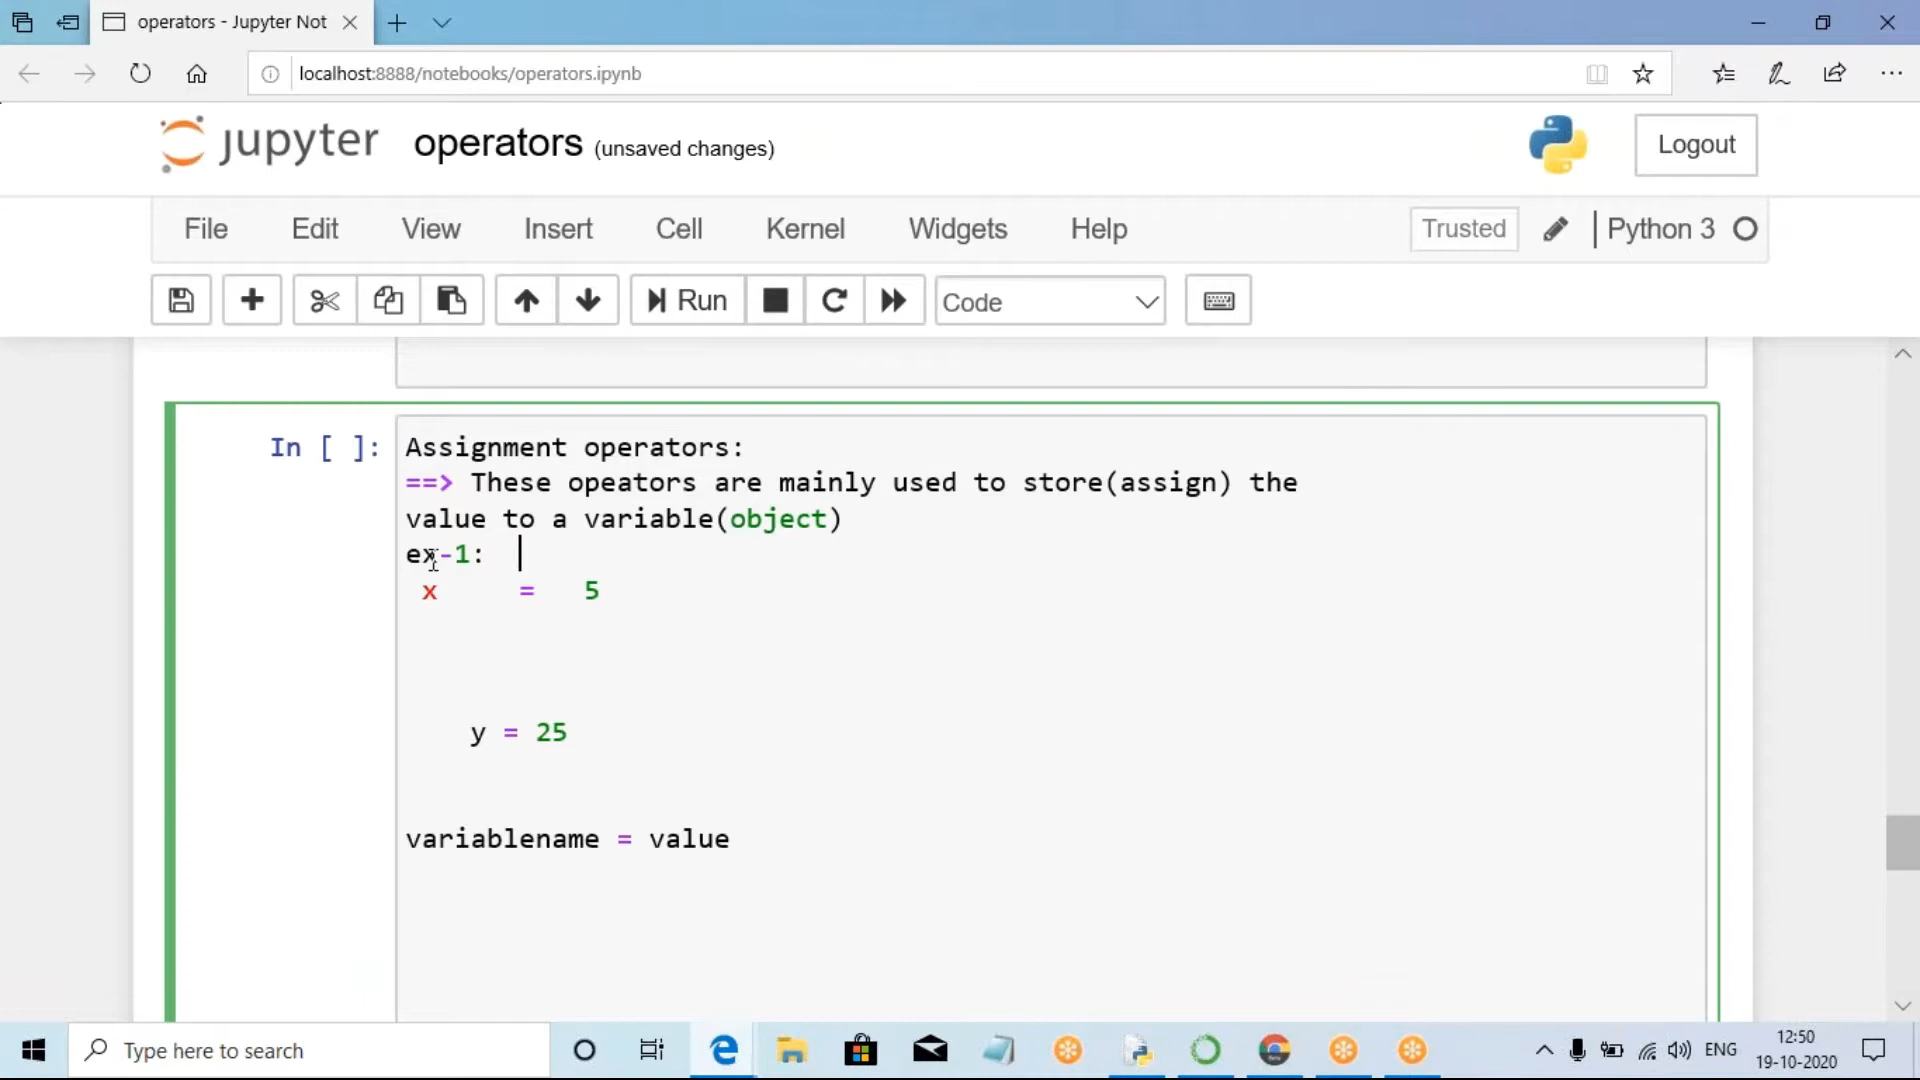 operators - Jupyter Not
localhost:8888/notebooks/operators.ipynb
jupyter operators (unsaved changes) Logout
File Edit View Insert Cell Kernel Widgets Help Trusted Python 3
Run Code
In [ ]: Assignment operators:
==> These opeators are mainly used to store(assign) the
value to a variable(object)
ex-1:
x = 5
y = 25
variablename = value
Type here to search ENG 12:50
19-10-2020